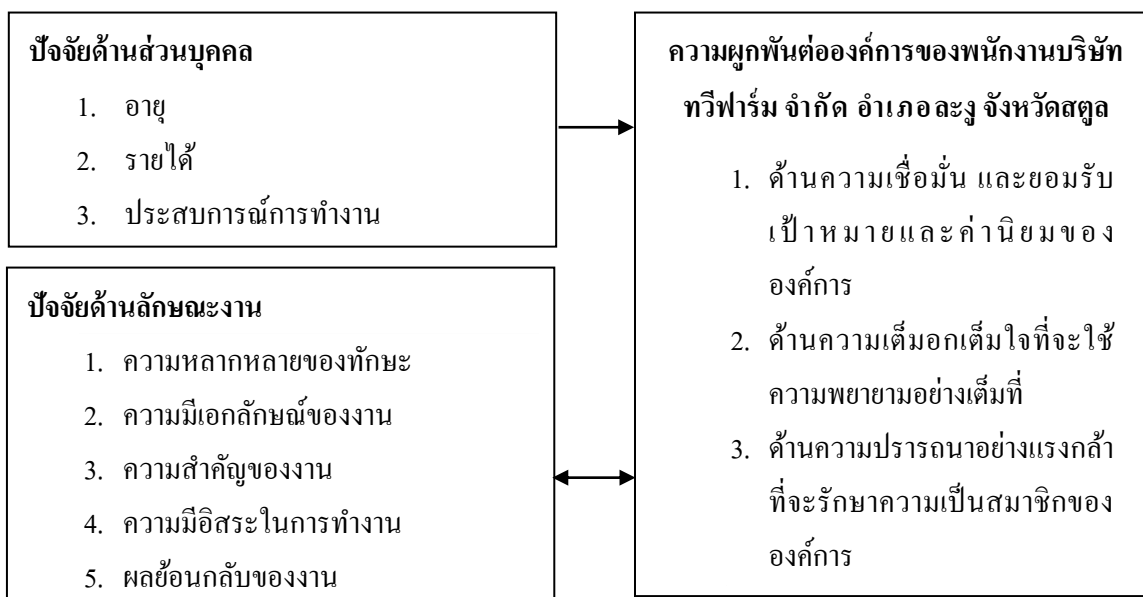 ปัจจัยด้านส่วนบุคคล
1. อายุ
2. รายได้
3. ประสบการณ์การทำงาน
ปัจจัยด้านลักษณะงาน
1. ความหลากหลายของทักษะ
2. ความมีเอกลักษณ์ของงาน
3. ความสำคัญของงาน
4. ความมีอิสระในการทำงาน
5. ผลย้อนกลับของงาน
ความผูกพันต่อองค์การของพนักงานบริษัท
ทวีฟาร์ม จำกัด อำเภอละงู จังหวัดสตูล
1. ด้านความเชื่อมั่น และยอมรับ
เป้าหมายและค่านิยมของ
องค์การ
2. ด้านความเต็มอกเต็มใจที่จะใช้
ความพยายามอย่างเต็มที่
3. ด้านความปรารถนาอย่างแรงกล้า
ที่จะรักษาความเป็นสมาชิกของ
องค์การ